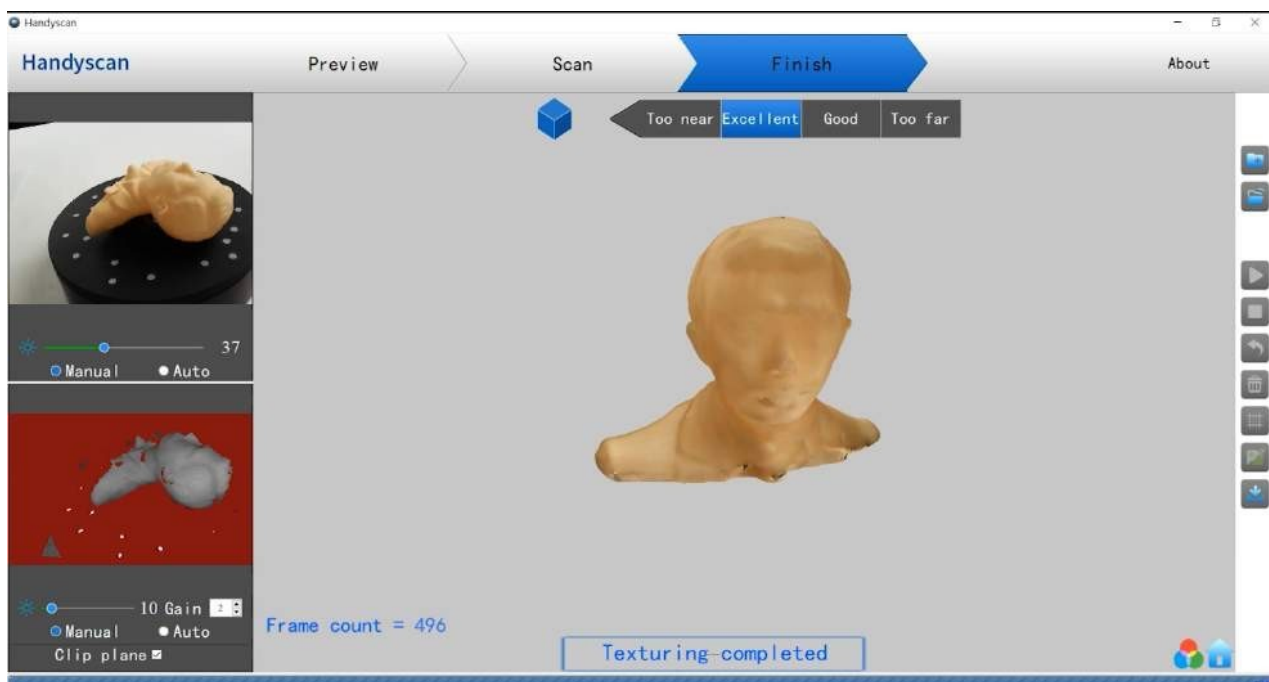 Handyscan
Handyscan
Preview
Scan
Finish
About
Too near Excellent Good Too far
37
Manual Auto
10 Gain 2
Manual Auto
Clip plane
Frame count = 496
Texturing completed